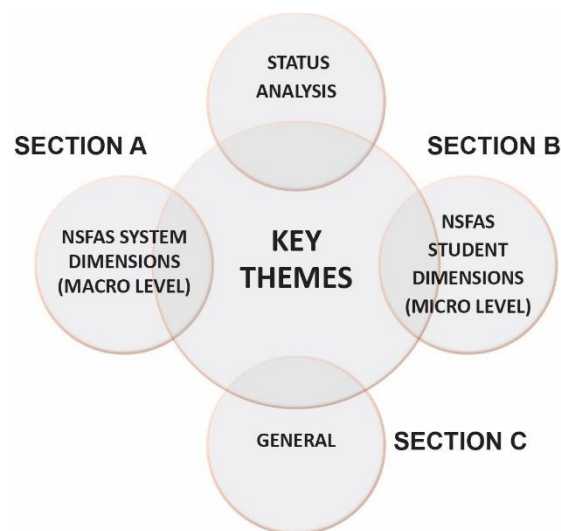 STATUS
ANALYSIS
SECTION A
SECTION B
NSFAS SYSTEM
DIMENSIONS
(MACRO LEVEL)
KEY
THEMES
NSFAS
STUDENT
DIMENSIONS
(MICRO LEVEL)
GENERAL
SECTION C